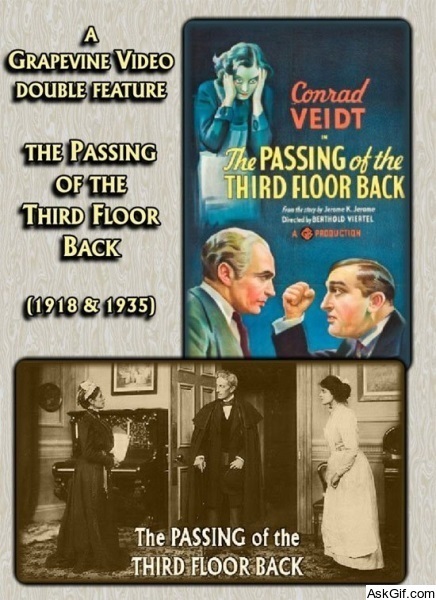 A
GRAPEVINE VIDEO
DOUBLE FEATURE
THE PASSING
OF THE
THIRD FLOOR
BACK
(1918 & 1935)
Conrad
VEIDT
IN
The PASSING of the
THIRD FLOOR BACK
From the story by Jerome K. Jerome
Directed by BERTHOLD VIERTEL
A GB PRODUCTION
The PASSING of the
THIRD FLOOR BACK
AskGif.com